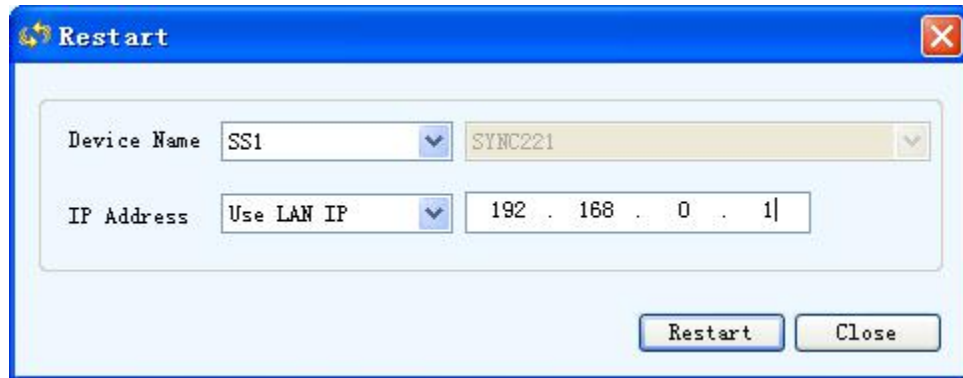 Restart
Device Name SS1 SYNC221
IP Address Use LAN IP 192 . 168 . 0 . 1
Restart Close